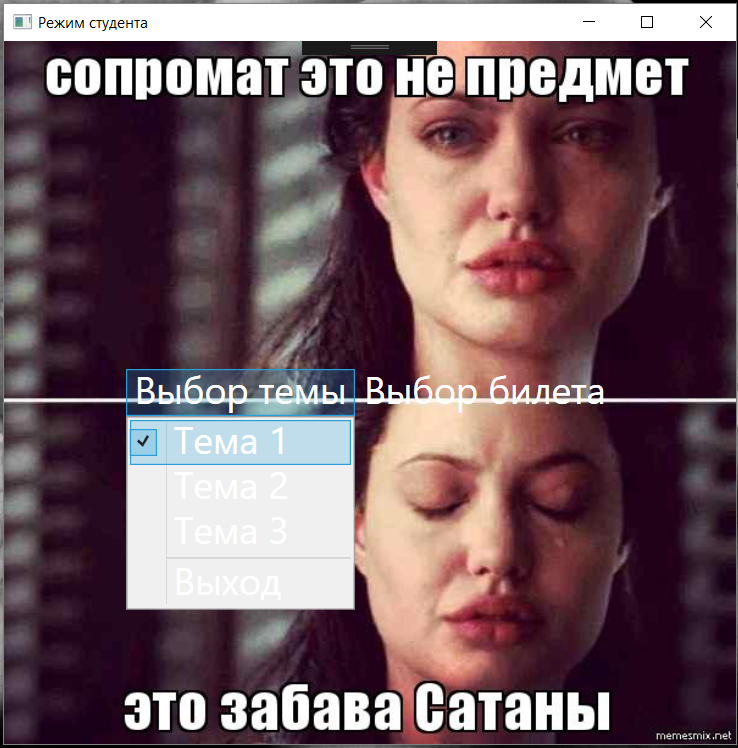 Режим студента
сопромат это не предмет
Выбор темы Выбор билета
Тема 1
Тема 2
Тема 3
Выход
это забава Сатаны
memesmix.net